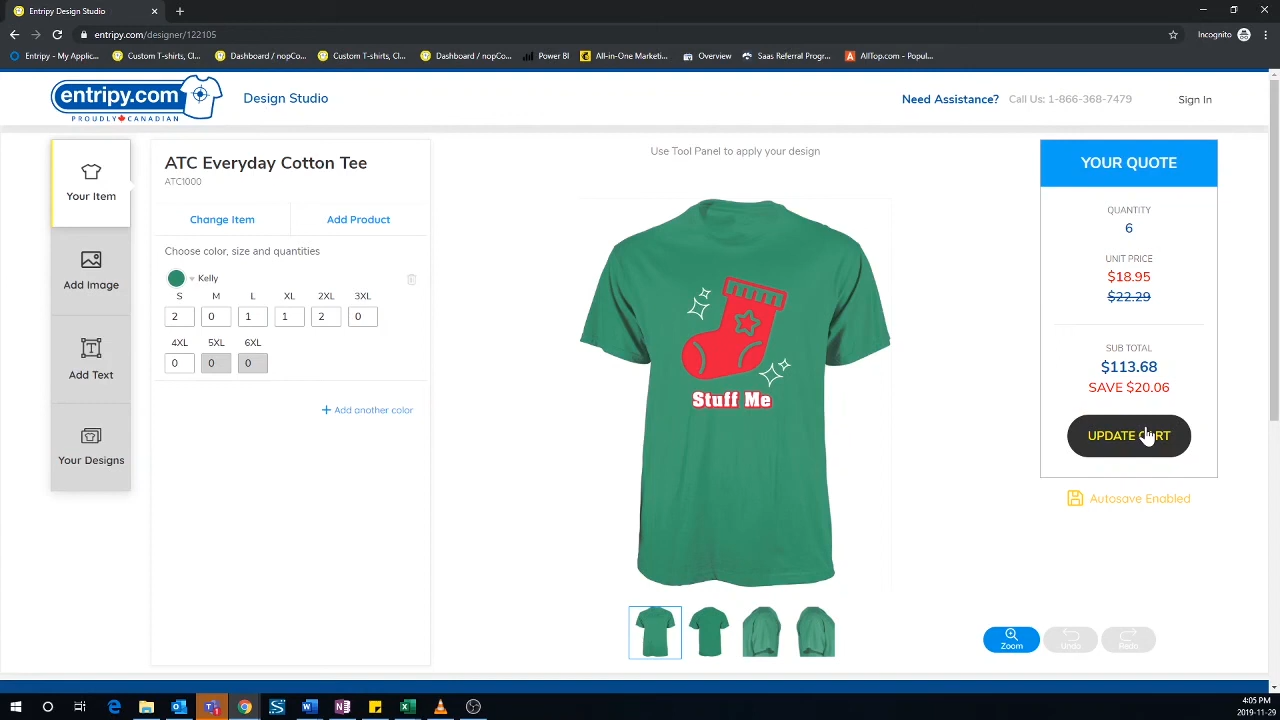 Entripy Design Studio
entripy.com/designer/122105
Incognito
Entripy - My Applic...
Custom T-shirts, Cl...
Dashboard / nopCo...
Custom T-shirts, Cl...
Dashboard / nopCo...
Power BI
All-in-One Marketin...
Overview
Saas Referral Progr...
AllTop.com - Popul...
entripy.com
PROUDLY CANADIAN
Design Studio
Need Assistance? Call Us: 1-866-368-7479
Sign In
Your Item
Add Image
Add Text
Your Designs
ATC Everyday Cotton Tee
ATC1000
Change Item
Add Product
Choose color, size and quantities
Kelly
S M L XL 2XL 3XL
2 0 1 1 2 0
4XL 5XL 6XL
0 0 0
+ Add another color
Use Tool Panel to apply your design
Stuff Me
YOUR QUOTE
QUANTITY
6
UNIT PRICE
$18.95
$22.29
SUB TOTAL
$113.68
SAVE $20.06
UPDATE C RT
Autosave Enabled
Zoom
Undo
Redo
4:05 PM
2019-11-29